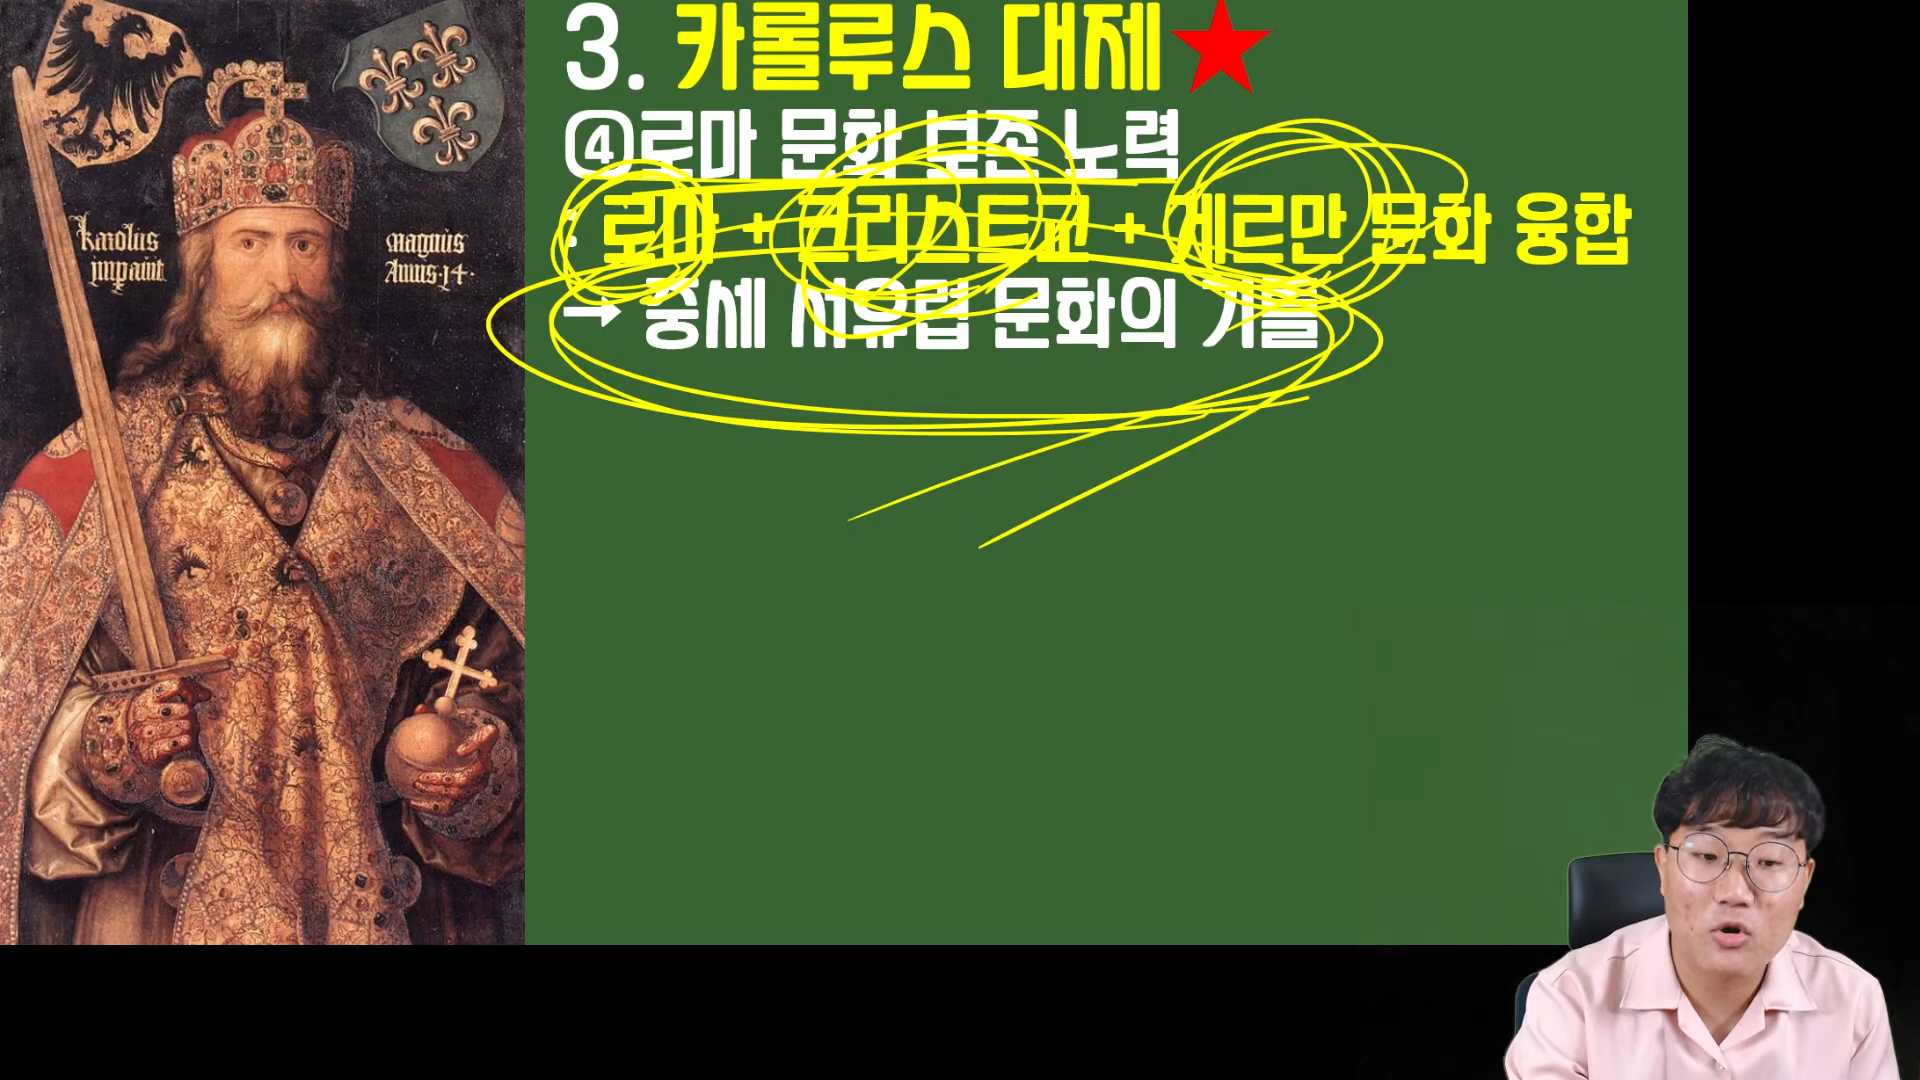 3. 카롤루스 대제★
④로마 문화 보존 노력
: 로마 + 크리스트교 + 게르만 문화 융합
→ 중세 서유럽 문화의 기틀
karolus
magnus
imp avit
Annis·14·